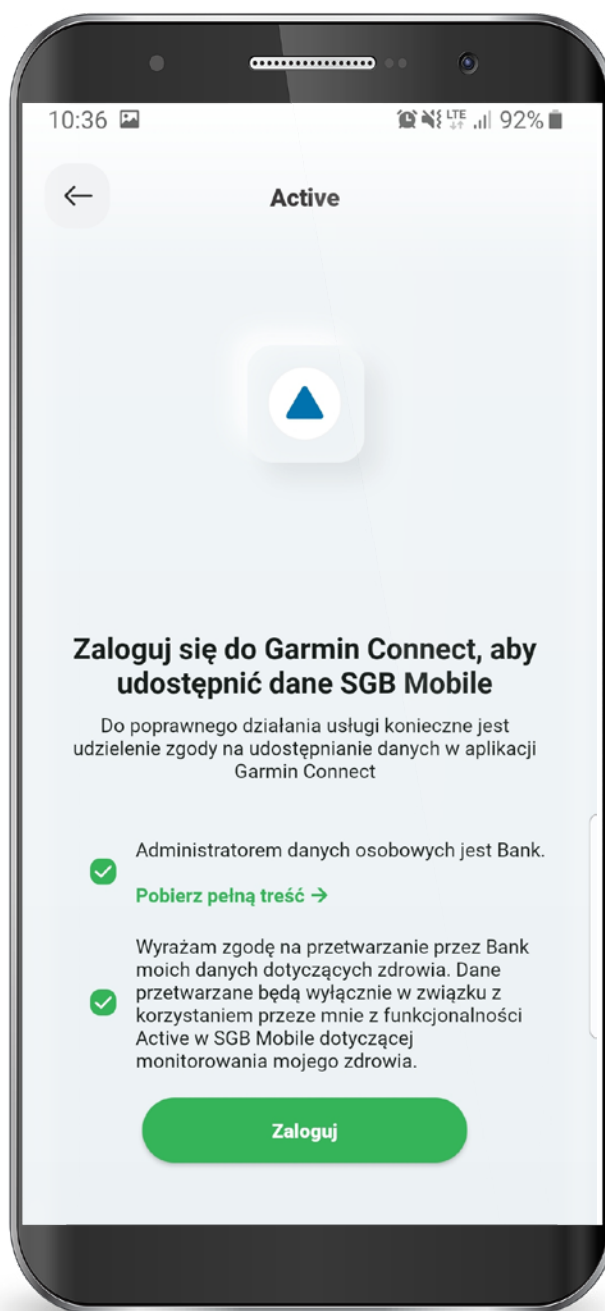 10:36 LTE 92%
Active
Zaloguj się do Garmin Connect, aby
udostępnić dane SGB Mobile
Do poprawnego działania usługi konieczne jest
udzielenie zgody na udostępnianie danych w aplikacji
Garmin Connect
Administratorem danych osobowych jest Bank.
Pobierz pełną treść →
Wyrażam zgodę na przetwarzanie przez Bank
moich danych dotyczących zdrowia. Dane
przetwarzane będą wyłącznie w związku z
korzystaniem przeze mnie z funkcjonalności
Active w SGB Mobile dotyczącej
monitorowania mojego zdrowia.
Zaloguj